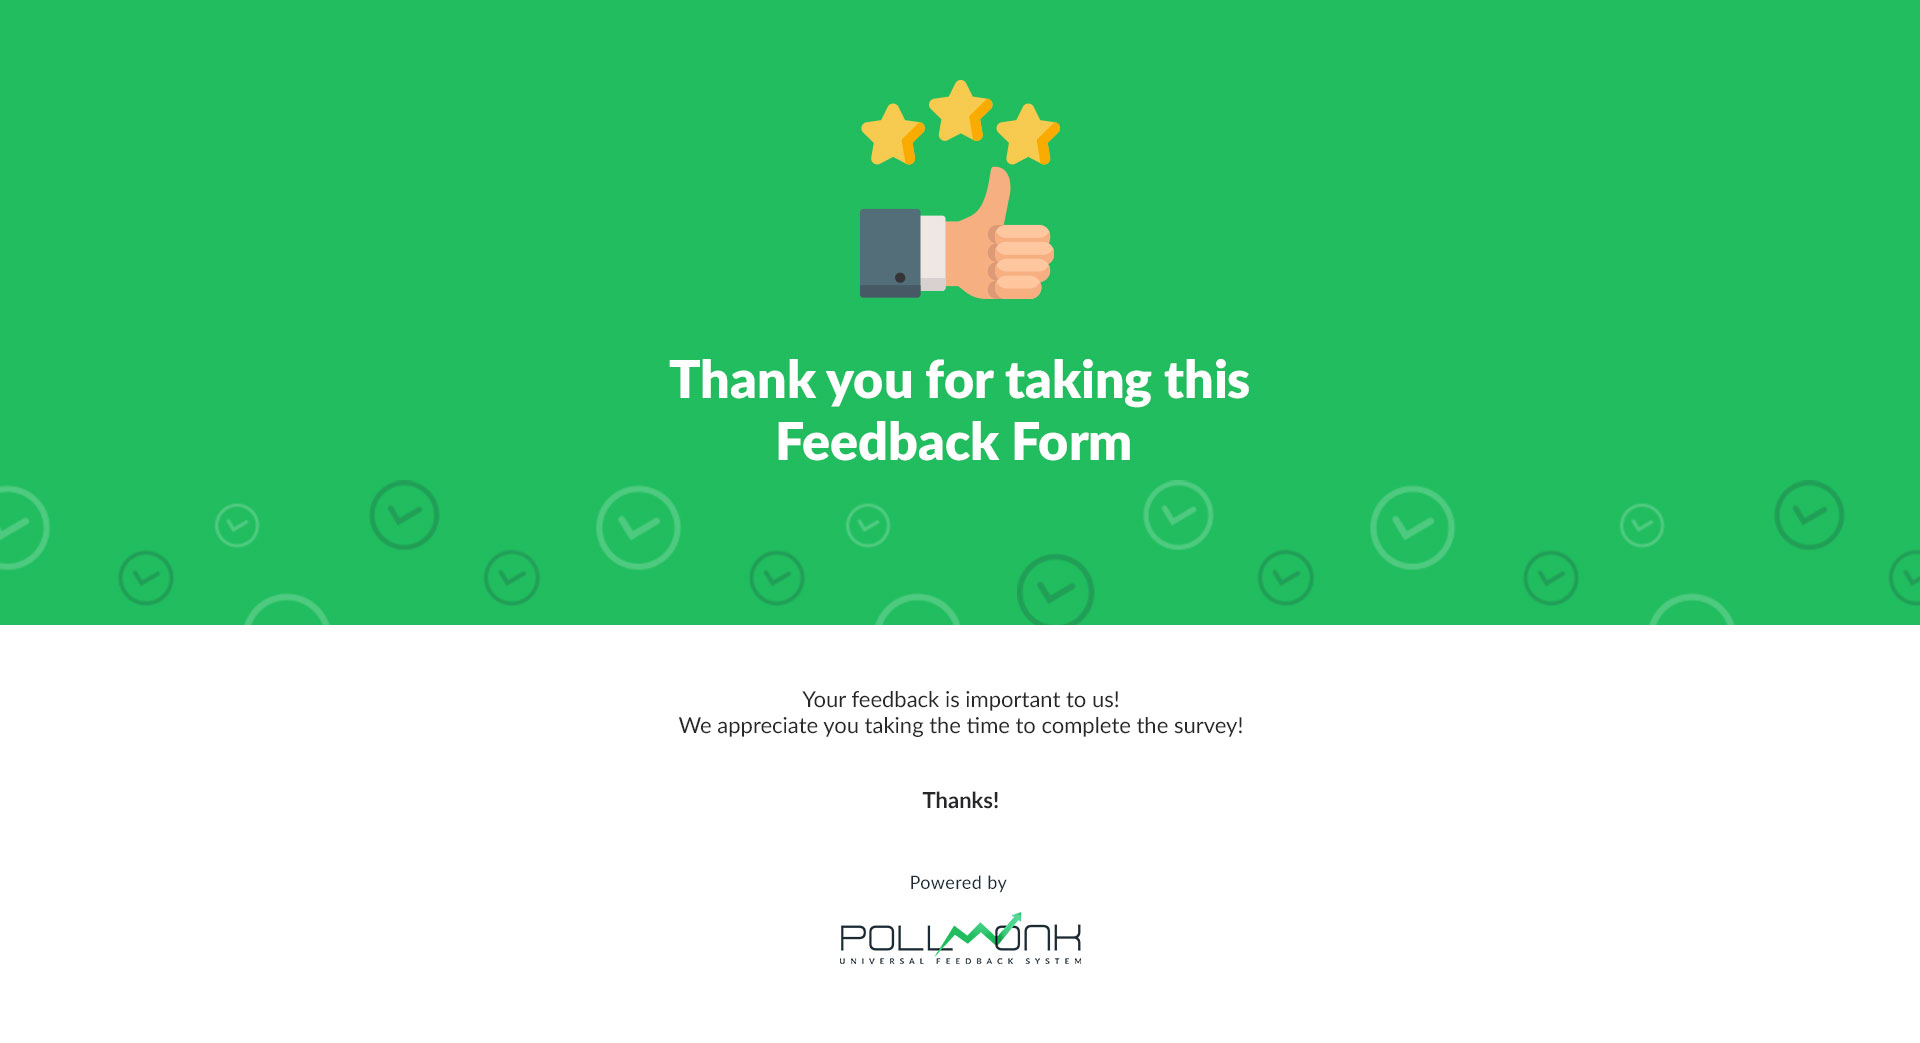 Thank you for taking this
Feedback Form
Your feedback is important to us!
We appreciate you taking the time to complete the survey!
Thanks!
Powered by
POLLMONK
UNIVERSAL FEEDBACK SYSTEM